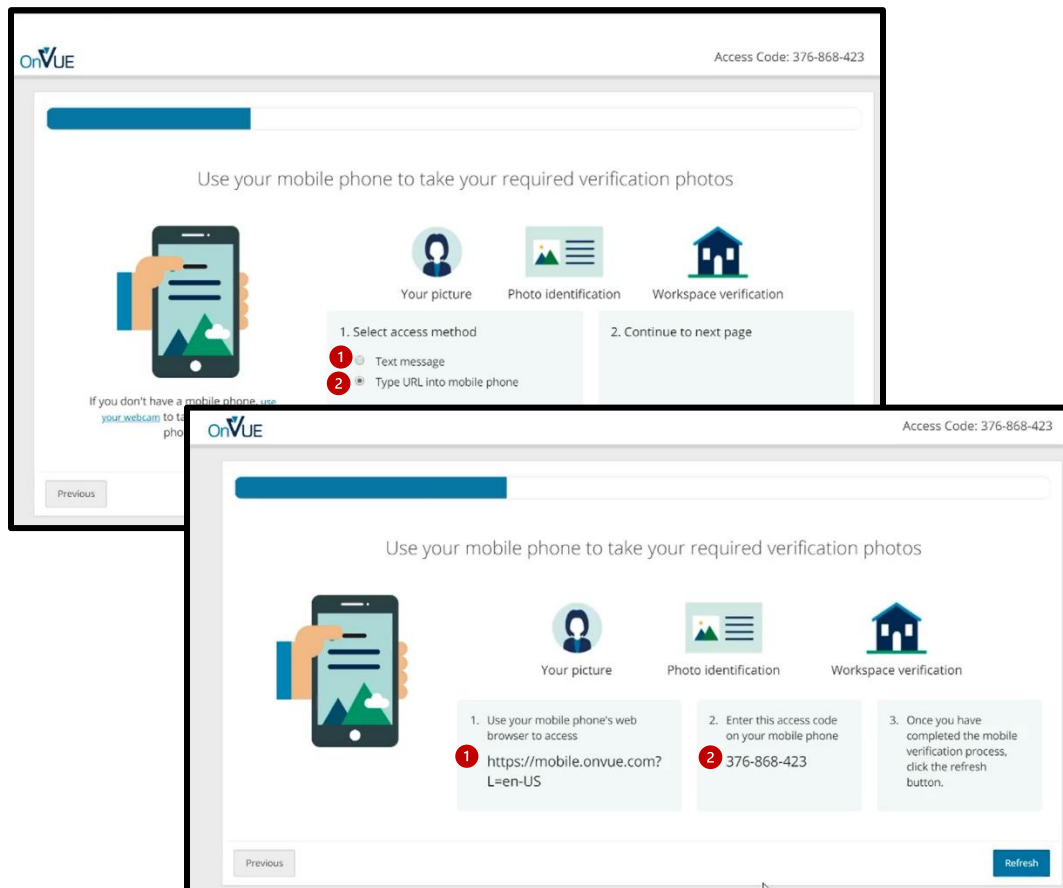 OnVUE
Access Code: 376-868-423
Use your mobile phone to take your required verification photos
Your picture
Photo identification
Workspace verification
1. Select access method
1 Text message
2 Type URL into mobile phone
2. Continue to next page
If you don't have a mobile phone, use
your webcam to
Previous
OnVUE
Access Code: 376-868-423
Use your mobile phone to take your required verification photos
Your picture
Photo identification
Workspace verification
1. Use your mobile phone's web
browser to access
1 https://mobile.onvue.com?
L=en-US
2. Enter this access code
on your mobile phone
2 376-868-423
3. Once you have
completed the mobile
verification process,
click the refresh
button.
Previous
Refresh